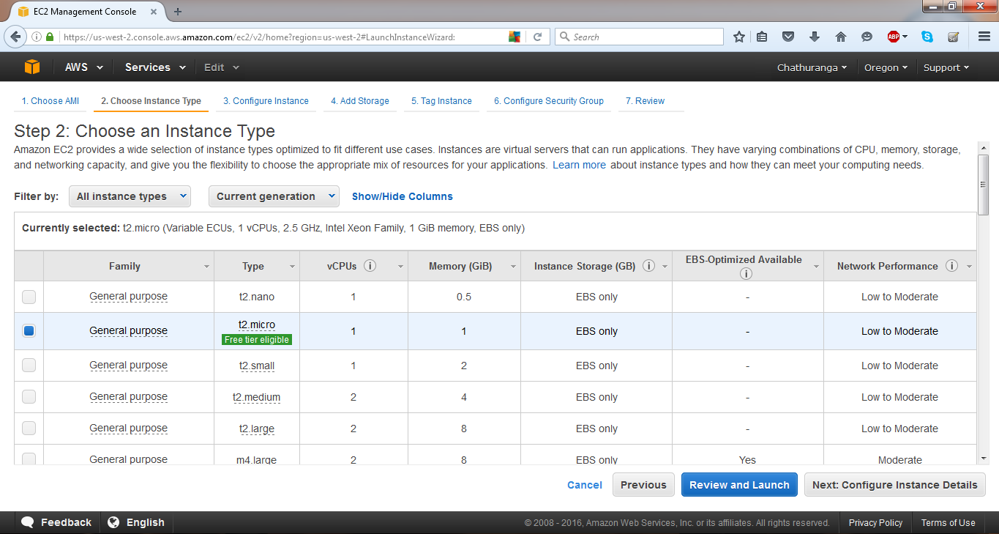 EC2 Management Console
https://us-west-2.console.aws.amazon.com/ec2/v2/home?region=us-west-2#LaunchInstanceWizard:
Search
ABP
AWS Services Edit Chathuranga Oregon Support
1. Choose AMI 2. Choose Instance Type 3. Configure Instance 4. Add Storage 5. Tag Instance 6. Configure Security Group 7. Review
Step 2: Choose an Instance Type
Amazon EC2 provides a wide selection of instance types optimized to fit different use cases. Instances are virtual servers that can run applications. They have varying combinations of CPU, memory, storage,
and networking capacity, and give you the flexibility to choose the appropriate mix of resources for your applications. Learn more about instance types and how they can meet your computing needs.
Filter by: All instance types Current generation Show/Hide Columns
Currently selected: t2.micro (Variable ECUs, 1 vCPUs, 2.5 GHz, Intel Xeon Family, 1 GiB memory, EBS only)
Family Type vCPUs Memory (GiB) Instance Storage (GB) EBS-Optimized Available Network Performance
General purpose t2.nano 1 0.5 EBS only - Low to Moderate
General purpose t2.micro 1 1 EBS only - Low to Moderate
Free tier eligible
General purpose t2.small 1 2 EBS only - Low to Moderate
General purpose t2.medium 2 4 EBS only - Low to Moderate
General purpose t2.large 2 8 EBS only - Low to Moderate
General purpose m4.large 2 8 EBS only Yes Moderate
Cancel Previous Review and Launch Next: Configure Instance Details
Feedback English © 2008 - 2016, Amazon Web Services, Inc. or its affiliates. All rights reserved. Privacy Policy Terms of Use